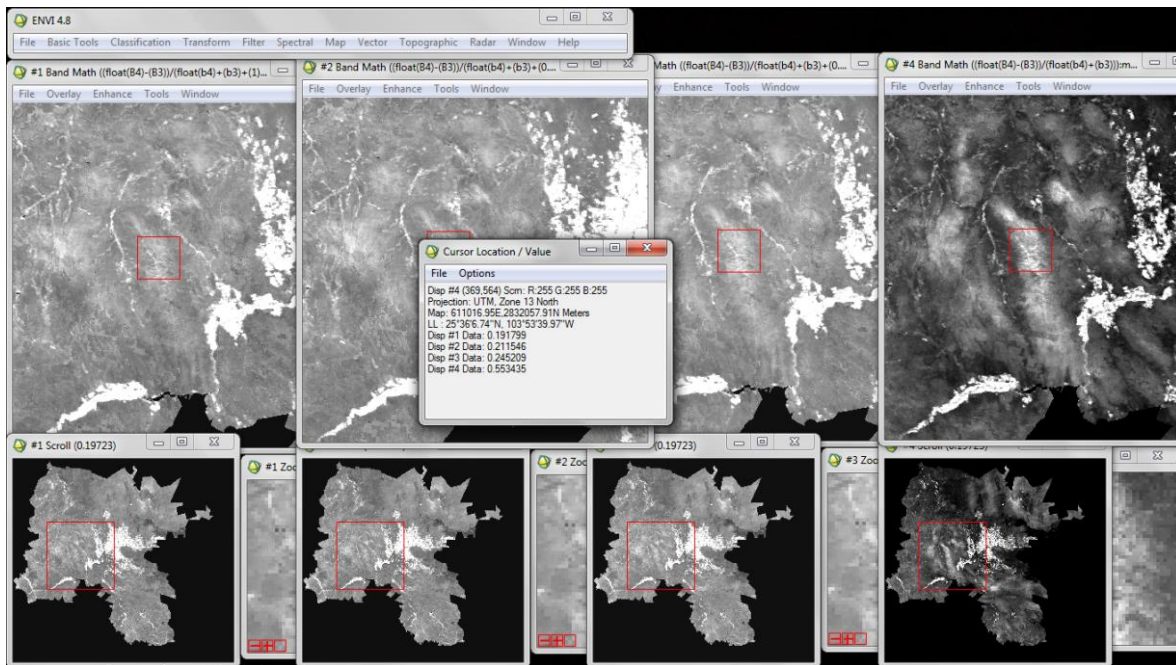 ENVI 4.8
File Basic Tools Classification Transform Filter Spectral Map Vector Topographic Radar Window Help
#1 Band Math ((float(B4)-(B3))/(float(b4)+(b3)+(1)...
File Overlay Enhance Tools Window
#2 Band Math ((float(B4)-(B3))/(float(b4)+(b3)+(0....
File Overlay Enhance Tools Window
Math ((float(B4)-(B3))/(float(b4)+(b3)+(0....
Enhance Tools Window
#4 Band Math ((float(B4)-(B3))/(float(b4)+(b3))):m...
File Overlay Enhance Tools Window
Cursor Location / Value
File Options
Disp #4 (369,564) Scrn: R:255 G:255 B:255
Projection: UTM, Zone 13 North
Map: 611016.95E,2832057.91N Meters
LL : 25°36'6.74"N, 103°53'39.97"W
Disp #1 Data: 0.191799
Disp #2 Data: 0.211546
Disp #3 Data: 0.245209
Disp #4 Data: 0.553435
#1 Scroll (0.19723)
#1 Zoo
#2 Zoo
(0.19723)
#3 Zoo
#4 Scroll (0.19723)